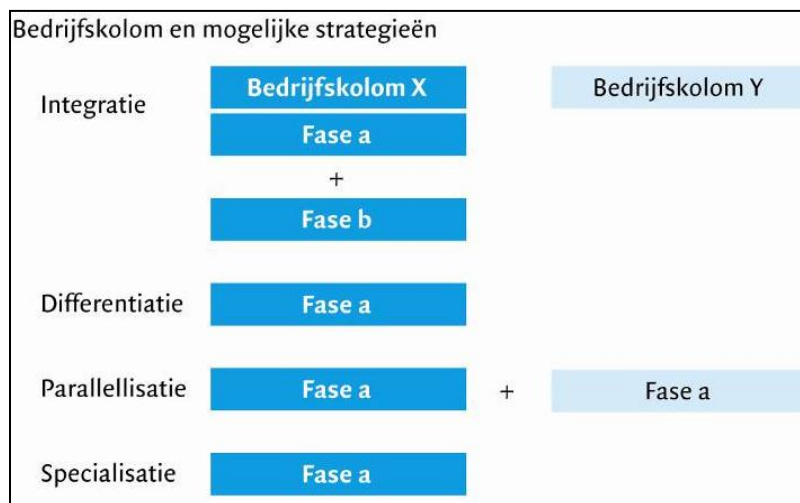 Bedrijfskolom en mogelijke strategieën
Integratie
Bedrijfskolom X
Bedrijfskolom Y
Fase a
+
Fase b
Differentiatie
Fase a
Parallellisatie
Fase a
+
Fase a
Specialisatie
Fase a